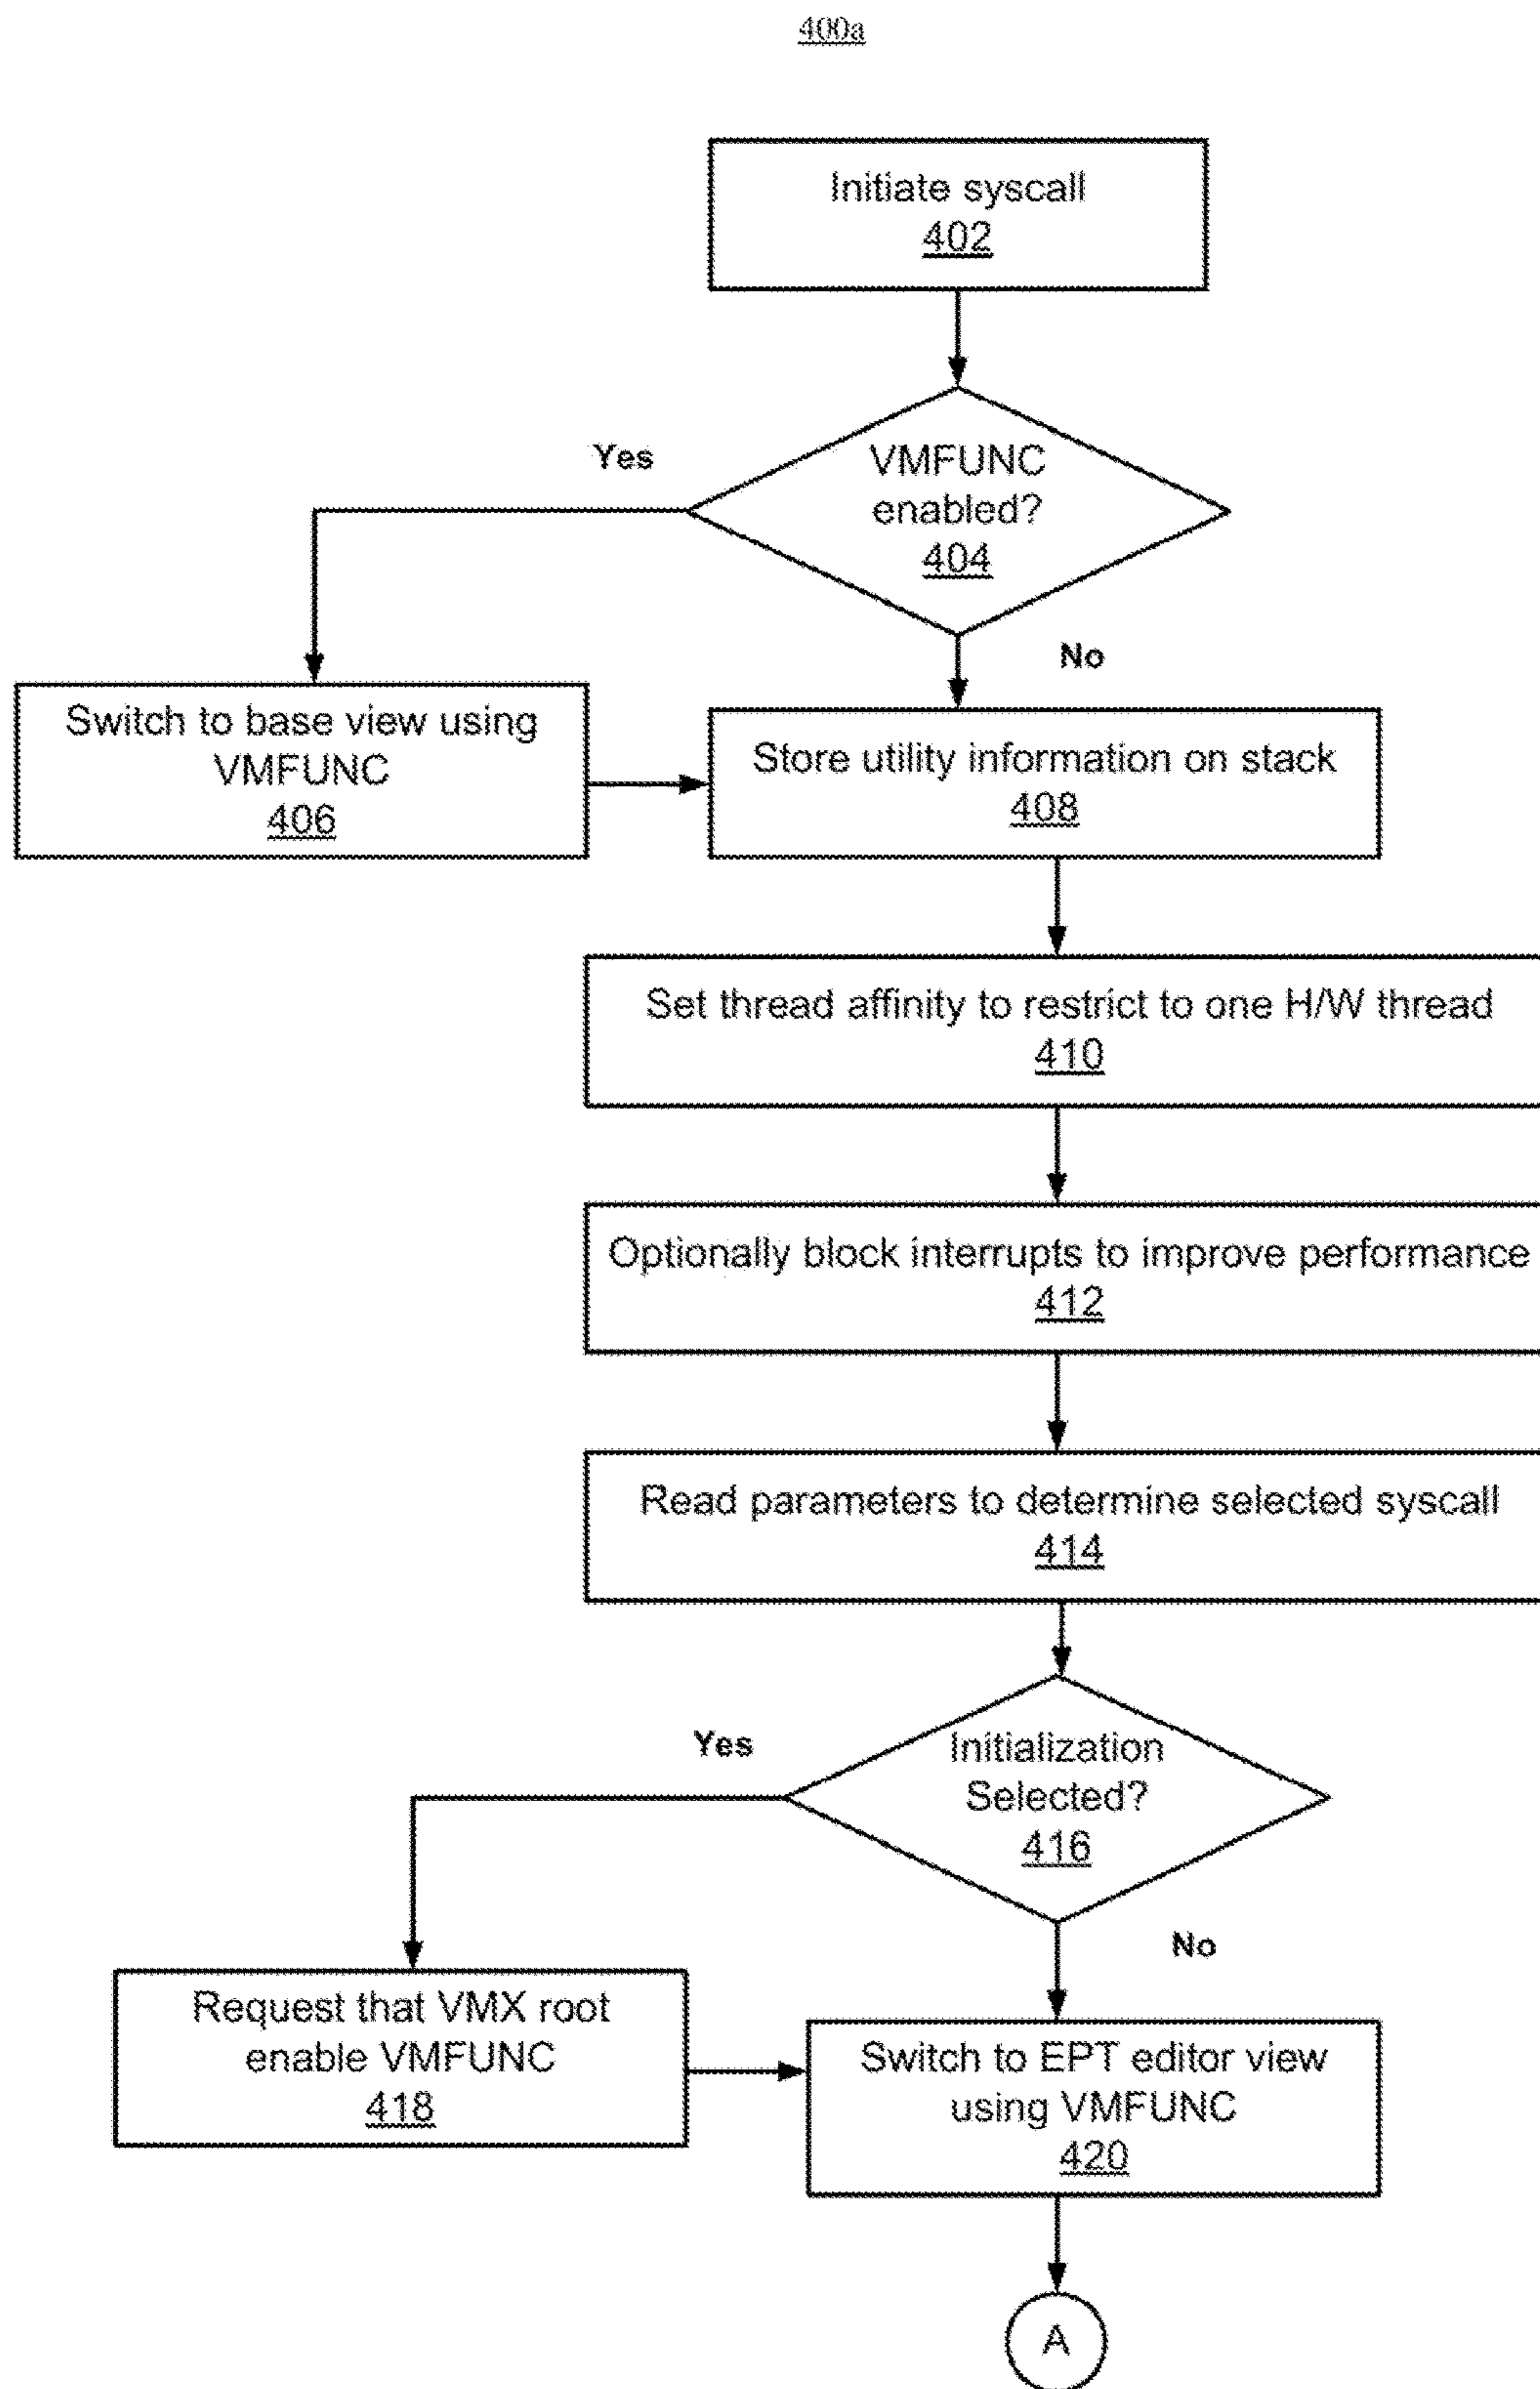 400a
Initiate syscall
402
Yes
VMFUNC
enabled?
404
No
Switch to base view using
VMFUNC
406
Store utility information on stack
408
Set thread affinity to restrict to one H/W thread
410
Optionally block interrupts to improve performance
412
Read parameters to determine selected syscall
414
Yes
Initialization
Selected?
416
No
Request that VMX root
enable VMFUNC
418
Switch to EPT editor view
using VMFUNC
420
A